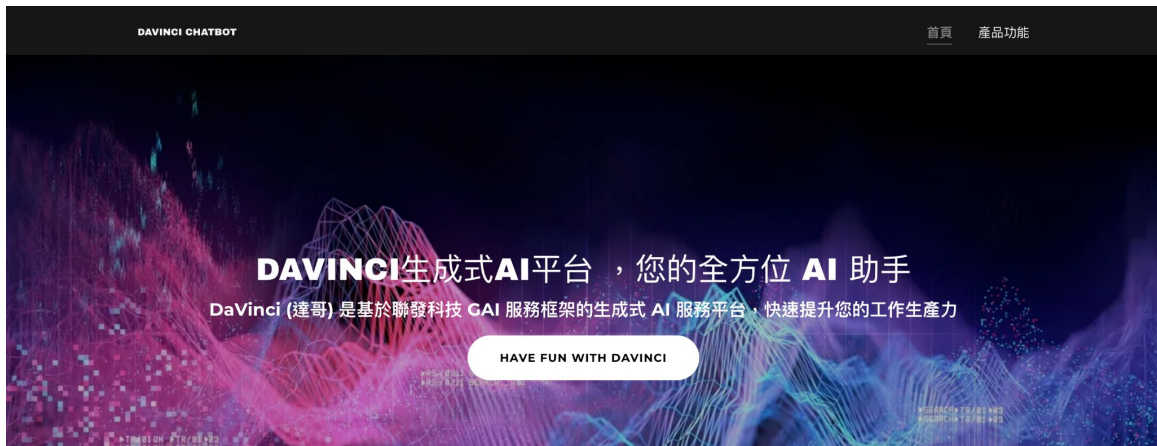 DAVINCI CHATBOT
首頁
產品功能
DAVINCI生成式AI平台 ，您的全方位 AI 助手
DaVinci (達哥) 是基於聯發科技 GAI 服務框架的生成式 AI 服務平台，快速提升您的工作生產力
HAVE FUN WITH DAVINCI